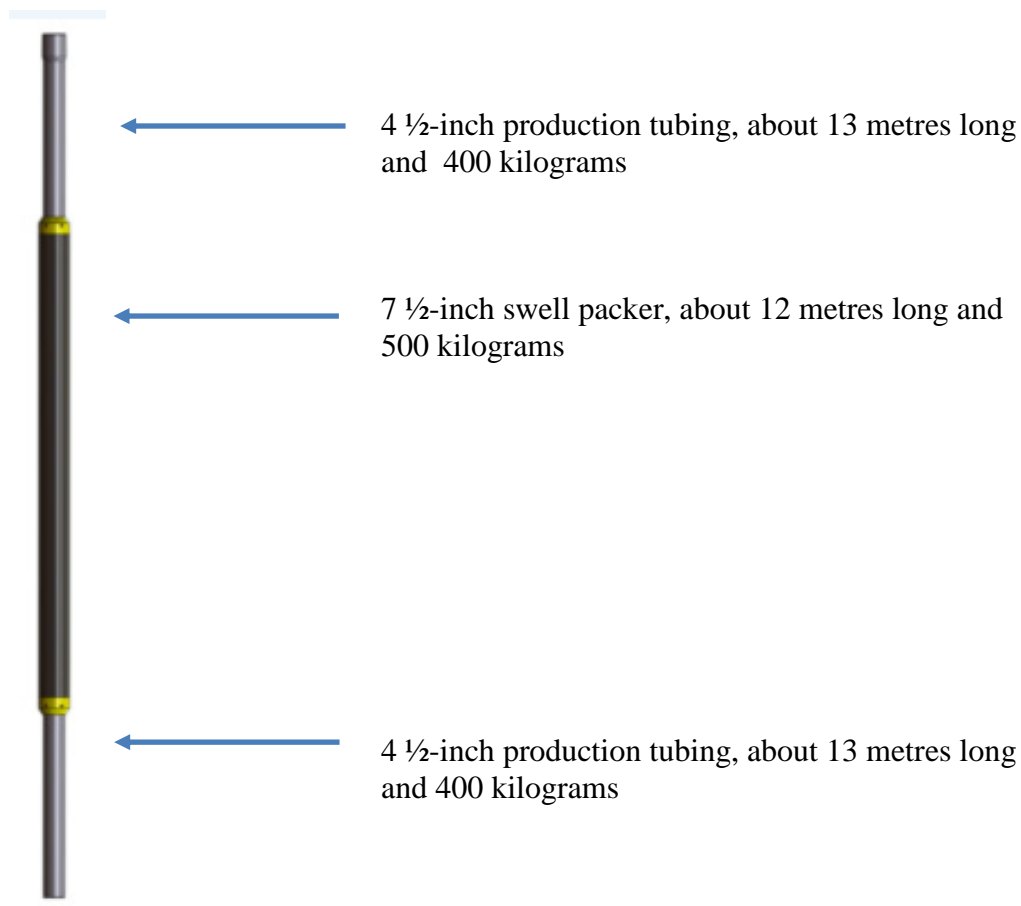 4 ½-inch production tubing, about 13 metres long
and  400 kilograms
7 ½-inch swell packer, about 12 metres long and
500 kilograms
4 ½-inch production tubing, about 13 metres long
and 400 kilograms